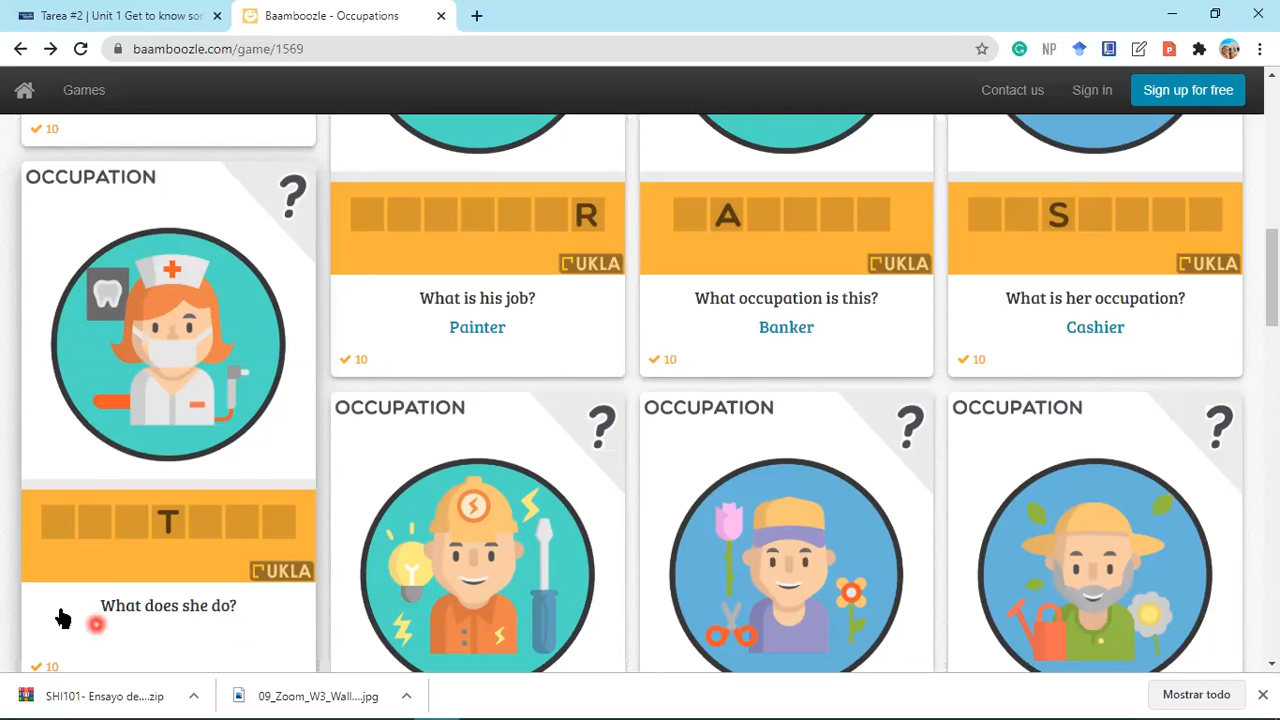 Tarea #2 | Unit 1 Get to know sor
Baamboozle - Occupations
baamboozle.com/game/1569
NP
Games
Contact us
Sign in
Sign up for free
10
OCCUPATION
?
T
UKLA
What does she do?
10
R
UKLA
What is his job?
Painter
10
A
UKLA
What occupation is this?
Banker
10
S
UKLA
What is her occupation?
Cashier
10
OCCUPATION
?
OCCUPATION
?
OCCUPATION
?
SHI101- Ensayo de....zip
09_Zoom_W3_Wall....jpg
Mostrar todo